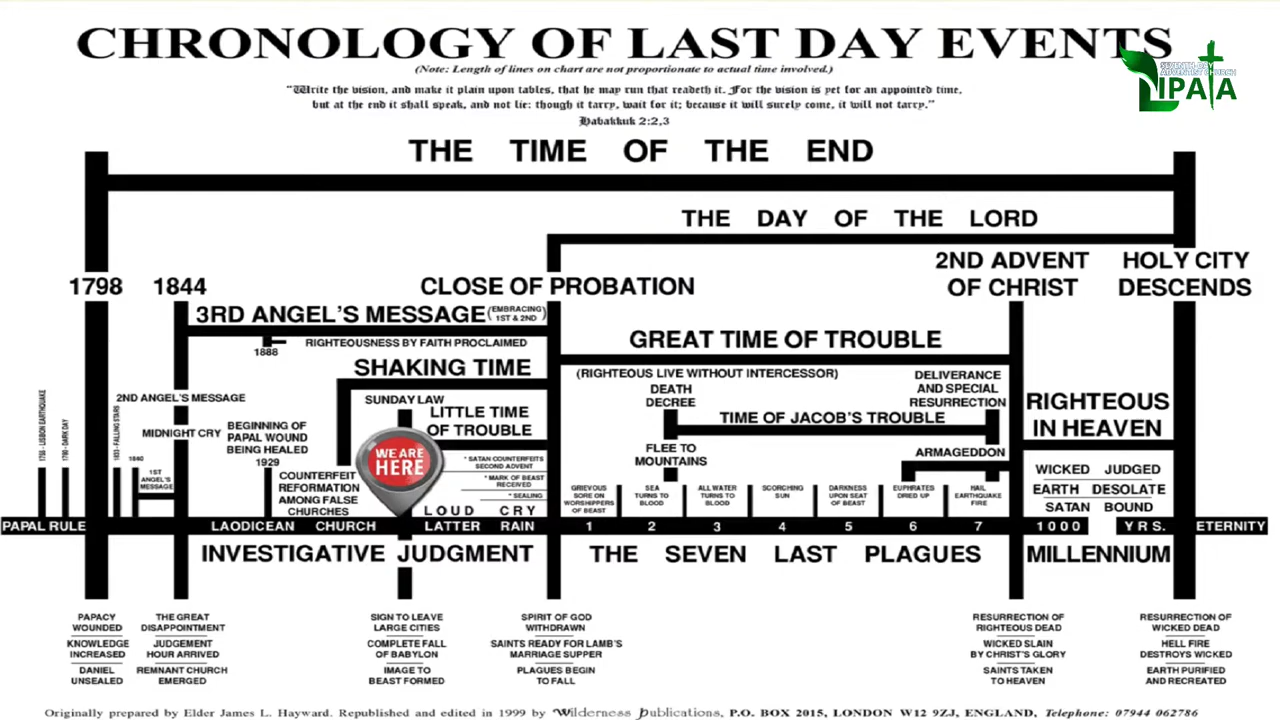 CHRONOLOGY OF LAST DAY EVENTS
(Note: Length of lines on chart are not proportionate to actual time involved.)
"Write the vision, and make it plain upon tables, that he may run that readeth it. For the vision is yet for an appointed time,
but at the end it shall speak, and not lie: though it tarry, wait for it; because it will surely come, it will not tarry."
Habakkuk 2:2,3
SEVENTH-DAY
ADVENTIST CHURCH
LIPATA
THE TIME OF THE END
THE DAY OF THE LORD
1798
1844
CLOSE OF PROBATION
2ND ADVENT
OF CHRIST
HOLY CITY
DESCENDS
3RD ANGEL'S MESSAGE
(EMBRACING
1ST & 2ND)
1888
RIGHTEOUSNESS BY FAITH PROCLAIMED
SHAKING TIME
GREAT TIME OF TROUBLE
(RIGHTEOUS LIVE WITHOUT INTERCESSOR)
DEATH
DECREE
DELIVERANCE
AND SPECIAL
RESURRECTION
TIME OF JACOB'S TROUBLE
FLEE TO
MOUNTAINS
ARMAGEDDON
RIGHTEOUS
IN HEAVEN
WICKED JUDGED
EARTH DESOLATE
SATAN BOUND
1755 - LISBON EARTHQUAKE
1780 - DARK DAY
1833 - FALLING STARS
2ND ANGEL'S MESSAGE
MIDNIGHT CRY
1840
1ST
ANGEL'S
MESSAGE
BEGINNING OF
PAPAL WOUND
BEING HEALED
1929
COUNTERFEIT
REFORMATION
AMONG FALSE
CHURCHES
SUNDAY LAW
WE ARE
HERE
LITTLE TIME
OF TROUBLE
* SATAN COUNTERFEITS
SECOND ADVENT
* MARK OF BEAST
RECEIVED
* SEALING
LOUD CRY
GRIEVOUS
SORE ON
WORSHIPPERS
OF BEAST
SEA
TURNS TO
BLOOD
ALL WATER
TURNS TO
BLOOD
SCORCHING
SUN
DARKNESS
UPON SEAT
OF BEAST
EUPHRATES
DRIED UP
HAIL
EARTHQUAKE
FIRE
PAPAL RULE
LAODICEAN CHURCH
LATTER RAIN
1 2 3 4 5 6 7
1000 YRS.
ETERNITY
INVESTIGATIVE JUDGMENT
THE SEVEN LAST PLAGUES
MILLENNIUM
PAPACY
WOUNDED
KNOWLEDGE
INCREASED
DANIEL
UNSEALED
THE GREAT
DISAPPOINTMENT
JUDGEMENT
HOUR ARRIVED
REMNANT CHURCH
EMERGED
SIGN TO LEAVE
LARGE CITIES
COMPLETE FALL
OF BABYLON
IMAGE TO
BEAST FORMED
SPIRIT OF GOD
WITHDRAWN
SAINTS READY FOR LAMB'S
MARRIAGE SUPPER
PLAGUES BEGIN
TO FALL
RESURRECTION OF
RIGHTEOUS DEAD
WICKED SLAIN
BY CHRIST'S GLORY
SAINTS TAKEN
TO HEAVEN
RESURRECTION OF
WICKED DEAD
HELL FIRE
DESTROYS WICKED
EARTH PURIFIED
AND RECREATED
Originally prepared by Elder James L. Hayward. Republished and edited in 1999 by Wilderness Publications, P.O. BOX 2015, LONDON W12 9ZJ, ENGLAND, Telephone: 07944 062786